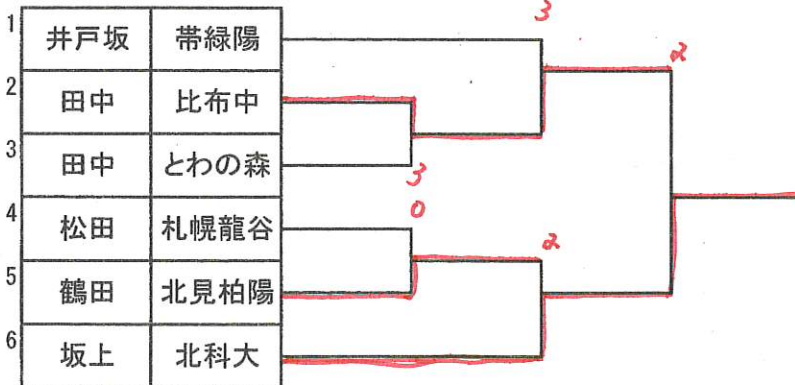 3
1 井戸坂 帯緑陽
2
2 田中 比布中
3 田中 とわの森
3
0
4 松田 札幌龍谷
2
5 鶴田 北見柏陽
6 坂上 北科大